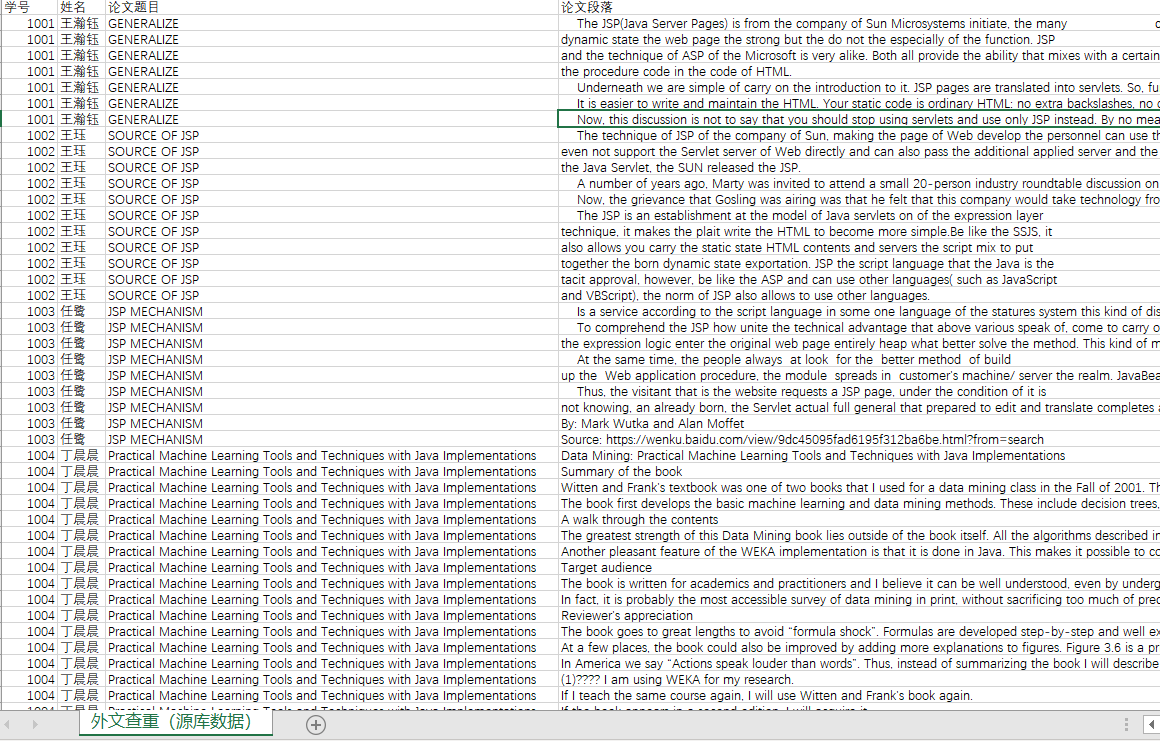 学号 姓名 论文题目 论文段落
1001 王瀚钰 GENERALIZE The JSP(Java Server Pages) is from the company of Sun Microsystems initiate, the many
1001 王瀚钰 GENERALIZE dynamic state the web page the strong but the do not the especially of the function. JSP
1001 王瀚钰 GENERALIZE and the technique of ASP of the Microsoft is very alike. Both all provide the ability that mixes with a certain
1001 王瀚钰 GENERALIZE the procedure code in the code of HTML.
1001 王瀚钰 GENERALIZE Underneath we are simple of carry on the introduction to it. JSP pages are translated into servlets. So, fu
1001 王瀚钰 GENERALIZE It is easier to write and maintain the HTML. Your static code is ordinary HTML: no extra backslashes, no
1001 王瀚钰 GENERALIZE Now, this discussion is not to say that you should stop using servlets and use only JSP instead. By no mea
1002 王珏 SOURCE OF JSP The technique of JSP of the company of Sun, making the page of Web develop the personnel can use th
1002 王珏 SOURCE OF JSP even not support the Servlet server of Web directly and can also pass the additional applied server and the
1002 王珏 SOURCE OF JSP the Java Servlet, the SUN released the JSP.
1002 王珏 SOURCE OF JSP A number of years ago, Marty was invited to attend a small 20-person industry roundtable discussion on
1002 王珏 SOURCE OF JSP Now, the grievance that Gosling was airing was that he felt that this company would take technology fro
1002 王珏 SOURCE OF JSP The JSP is an establishment at the model of Java servlets on of the expression layer
1002 王珏 SOURCE OF JSP technique, it makes the plait write the HTML to become more simple.Be like the SSJS, it
1002 王珏 SOURCE OF JSP also allows you carry the static state HTML contents and servers the script mix to put
1002 王珏 SOURCE OF JSP together the born dynamic state exportation. JSP the script language that the Java is the
1002 王珏 SOURCE OF JSP tacit approval, however, be like the ASP and can use other languages( such as JavaScript
1002 王珏 SOURCE OF JSP and VBScript), the norm of JSP also allows to use other languages.
1003 任鹭 JSP MECHANISM Is a service according to the script language in some one language of the statures system this kind of dis
1003 任鹭 JSP MECHANISM To comprehend the JSP how unite the technical advantage that above various speak of, come to carry o
1003 任鹭 JSP MECHANISM the expression logic enter the original web page entirely heap what better solve the method. This kind of m
1003 任鹭 JSP MECHANISM At the same time, the people always at look for the better method of build
1003 任鹭 JSP MECHANISM up the Web application procedure, the module spreads in customer's machine/ server the realm. JavaBea
1003 任鹭 JSP MECHANISM Thus, the visitant that is the website requests a JSP page, under the condition of it is
1003 任鹭 JSP MECHANISM not knowing, an already born, the Servlet actual full general that prepared to edit and translate completes
1003 任鹭 JSP MECHANISM By: Mark Wutka and Alan Moffet
1003 任鹭 JSP MECHANISM Source: https://wenku.baidu.com/view/9dc45095fad6195f312ba6be.html?from=search
1004 丁晨晨 Practical Machine Learning Tools and Techniques with Java Implementations Data Mining: Practical Machine Learning Tools and Techniques with Java Implementations
1004 丁晨晨 Practical Machine Learning Tools and Techniques with Java Implementations Summary of the book
1004 丁晨晨 Practical Machine Learning Tools and Techniques with Java Implementations Witten and Frank's textbook was one of two books that I used for a data mining class in the Fall of 2001. Th
1004 丁晨晨 Practical Machine Learning Tools and Techniques with Java Implementations The book first develops the basic machine learning and data mining methods. These include decision trees,
1004 丁晨晨 Practical Machine Learning Tools and Techniques with Java Implementations A walk through the contents
1004 丁晨晨 Practical Machine Learning Tools and Techniques with Java Implementations The greatest strength of this Data Mining book lies outside of the book itself. All the algorithms described in
1004 丁晨晨 Practical Machine Learning Tools and Techniques with Java Implementations Another pleasant feature of the WEKA implementation is that it is done in Java. This makes it possible to co
1004 丁晨晨 Practical Machine Learning Tools and Techniques with Java Implementations Target audience
1004 丁晨晨 Practical Machine Learning Tools and Techniques with Java Implementations The book is written for academics and practitioners and I believe it can be well understood, even by underg
1004 丁晨晨 Practical Machine Learning Tools and Techniques with Java Implementations In fact, it is probably the most accessible survey of data mining in print, without sacrificing too much of prec
1004 丁晨晨 Practical Machine Learning Tools and Techniques with Java Implementations Reviewer's appreciation
1004 丁晨晨 Practical Machine Learning Tools and Techniques with Java Implementations The book goes to great lengths to avoid “formula shock”. Formulas are developed step-by-step and well ex
1004 丁晨晨 Practical Machine Learning Tools and Techniques with Java Implementations At a few places, the book could also be improved by adding more explanations to figures. Figure 3.6 is a pr
1004 丁晨晨 Practical Machine Learning Tools and Techniques with Java Implementations In America we say “Actions speak louder than words”. Thus, instead of summarizing the book I will describe
1004 丁晨晨 Practical Machine Learning Tools and Techniques with Java Implementations (1)???? I am using WEKA for my research.
1004 丁晨晨 Practical Machine Learning Tools and Techniques with Java Implementations If I teach the same course again, I will use Witten and Frank's book again.
外文查重（源库数据）